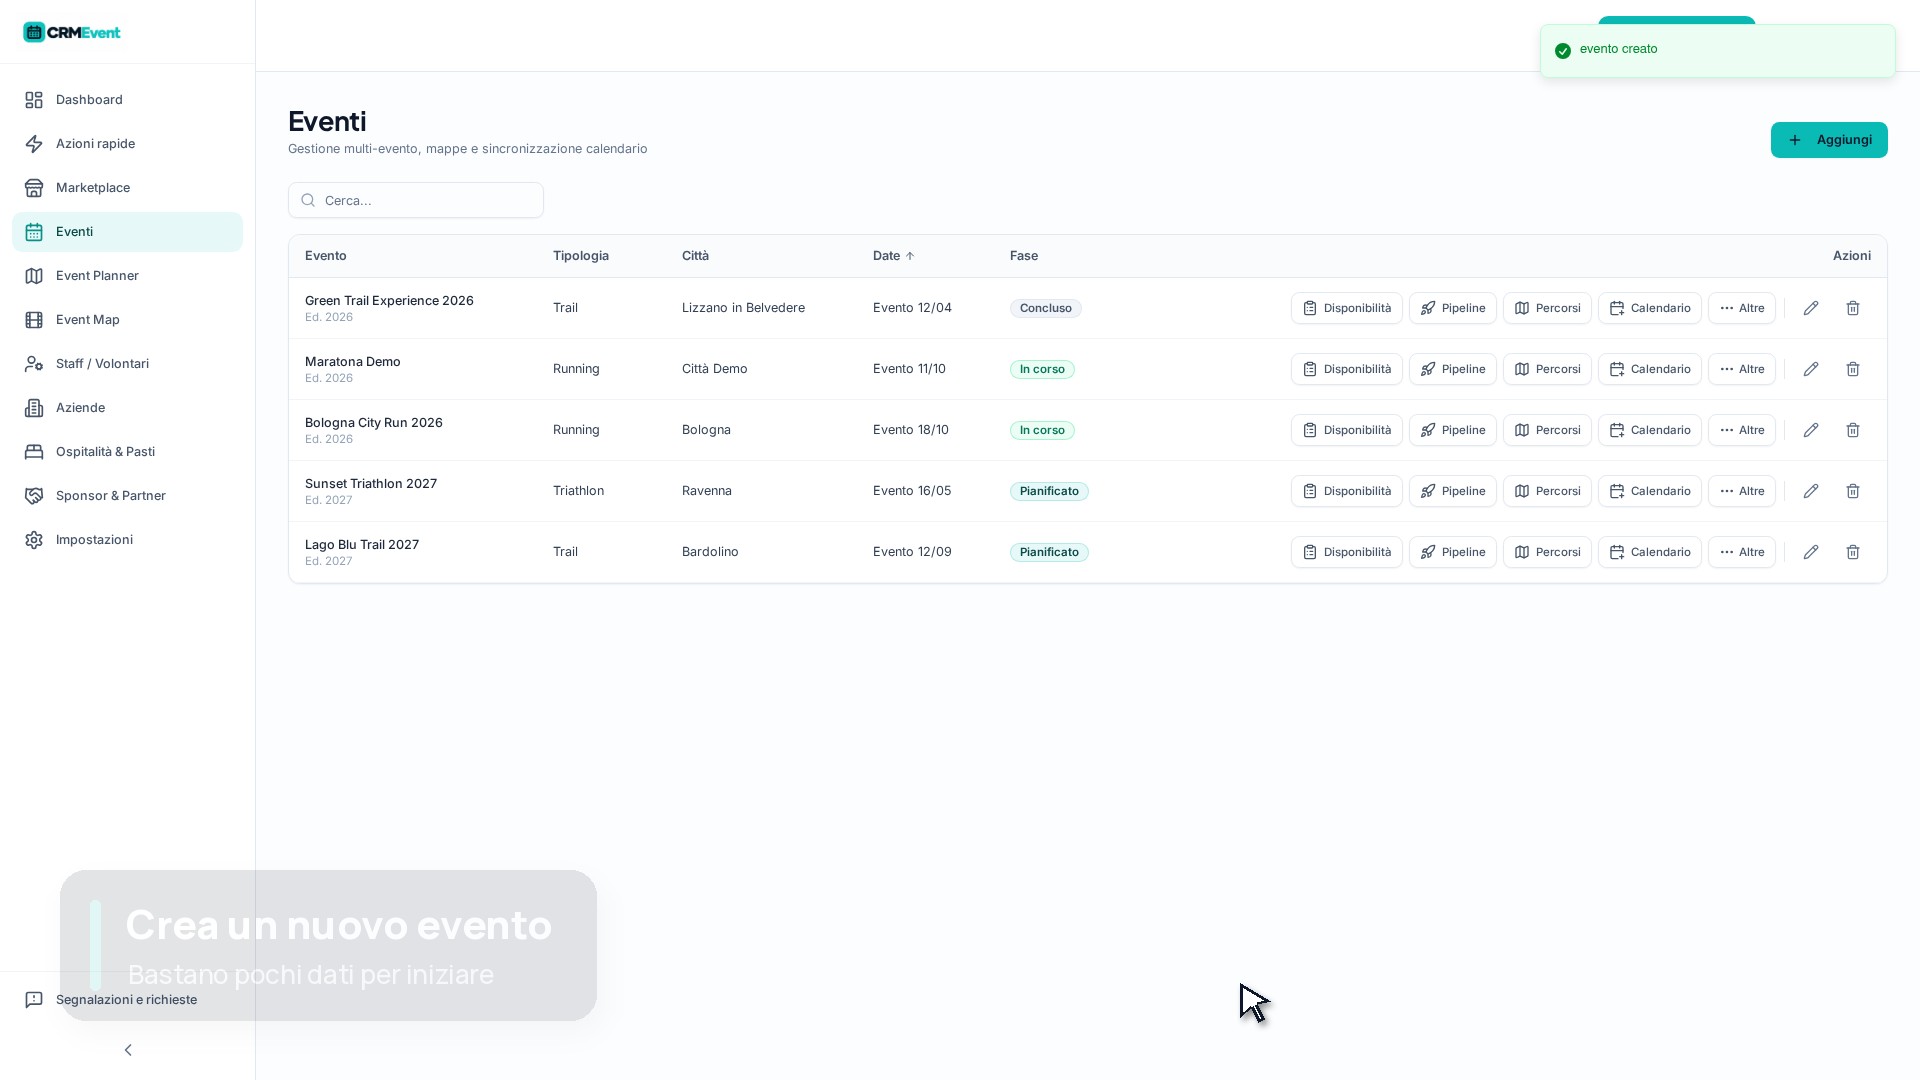 CRMEvent
evento creato
Dashboard
Azioni rapide
Marketplace
Eventi
Event Planner
Event Map
Staff / Volontari
Aziende
Ospitalità & Pasti
Sponsor & Partner
Impostazioni
Eventi
Gestione multi-evento, mappe e sincronizzazione calendario
Aggiungi
Cerca...
Evento Tipologia Città Date Fase Azioni
Green Trail Experience 2026 Trail Lizzano in Belvedere Evento 12/04 Concluso Disponibilità Pipeline Percorsi Calendario Altre
Ed. 2026
Maratona Demo Running Città Demo Evento 11/10 In corso Disponibilità Pipeline Percorsi Calendario Altre
Ed. 2026
Bologna City Run 2026 Running Bologna Evento 18/10 In corso Disponibilità Pipeline Percorsi Calendario Altre
Ed. 2026
Sunset Triathlon 2027 Triathlon Ravenna Evento 16/05 Pianificato Disponibilità Pipeline Percorsi Calendario Altre
Ed. 2027
Lago Blu Trail 2027 Trail Bardolino Evento 12/09 Pianificato Disponibilità Pipeline Percorsi Calendario Altre
Ed. 2027
Crea un nuovo evento
Bastano pochi dati per iniziare
Segnalazioni e richieste